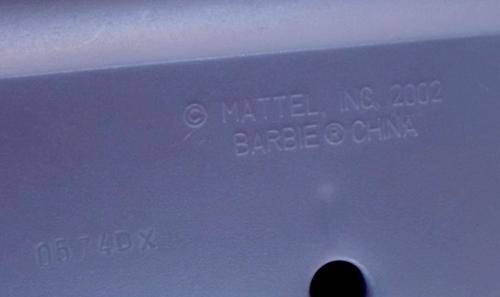 © MATTEL, INC, 2002
BARBIE ® CHINA
0574DX